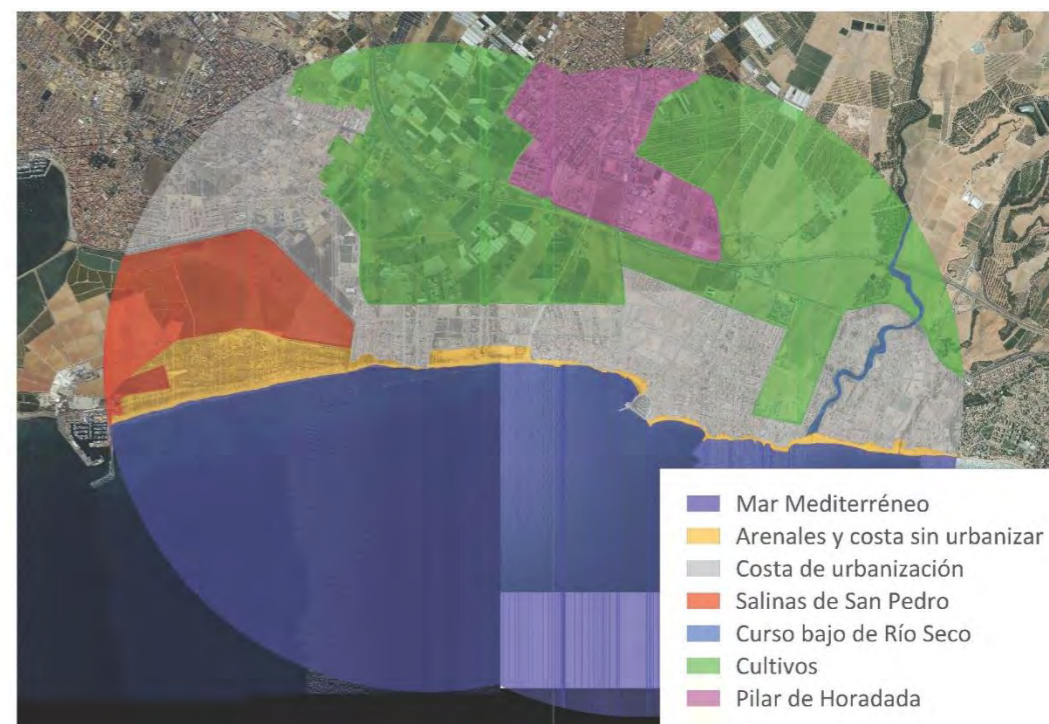 Mar Mediterréneo
Arenales y costa sin urbanizar
Costa de urbanización
Salinas de San Pedro
Curso bajo de Río Seco
Cultivos
Pilar de Horadada